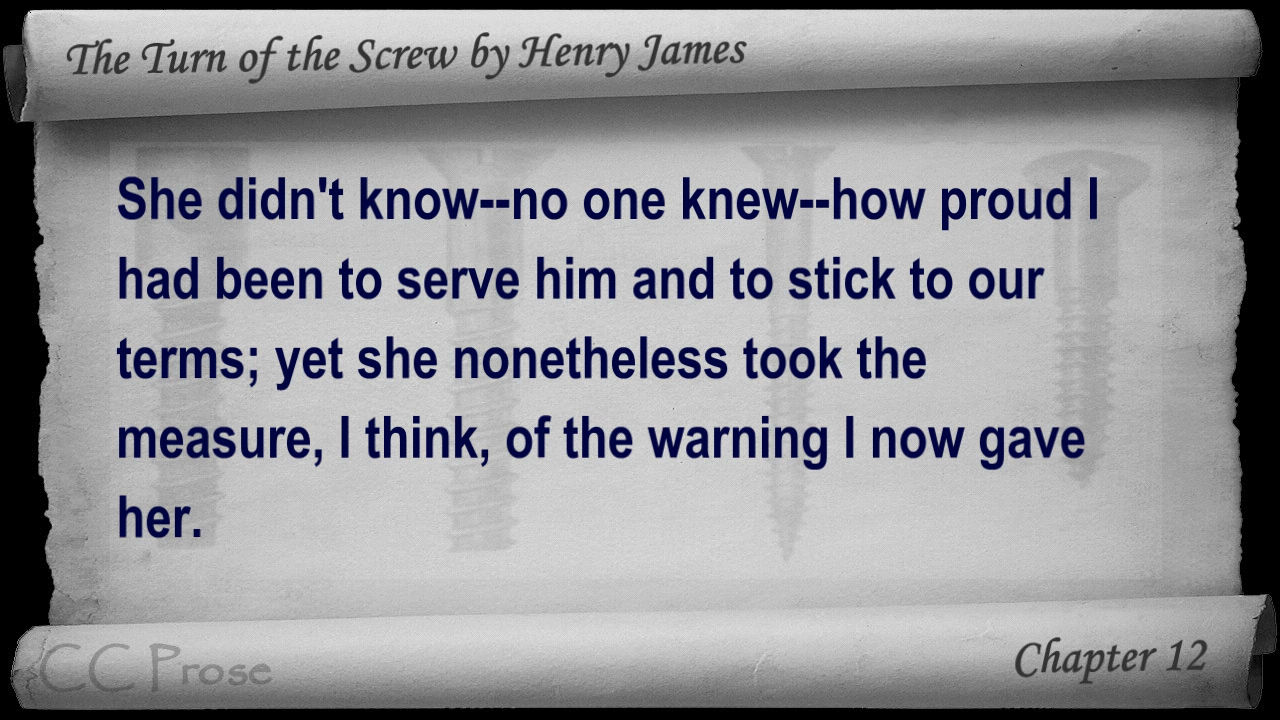 The Turn of the Screw by Henry James
She didn't know--no one knew--how proud I
had been to serve him and to stick to our
terms; yet she nonetheless took the
measure, I think, of the warning I now gave
her.
CC Prose
Chapter 12